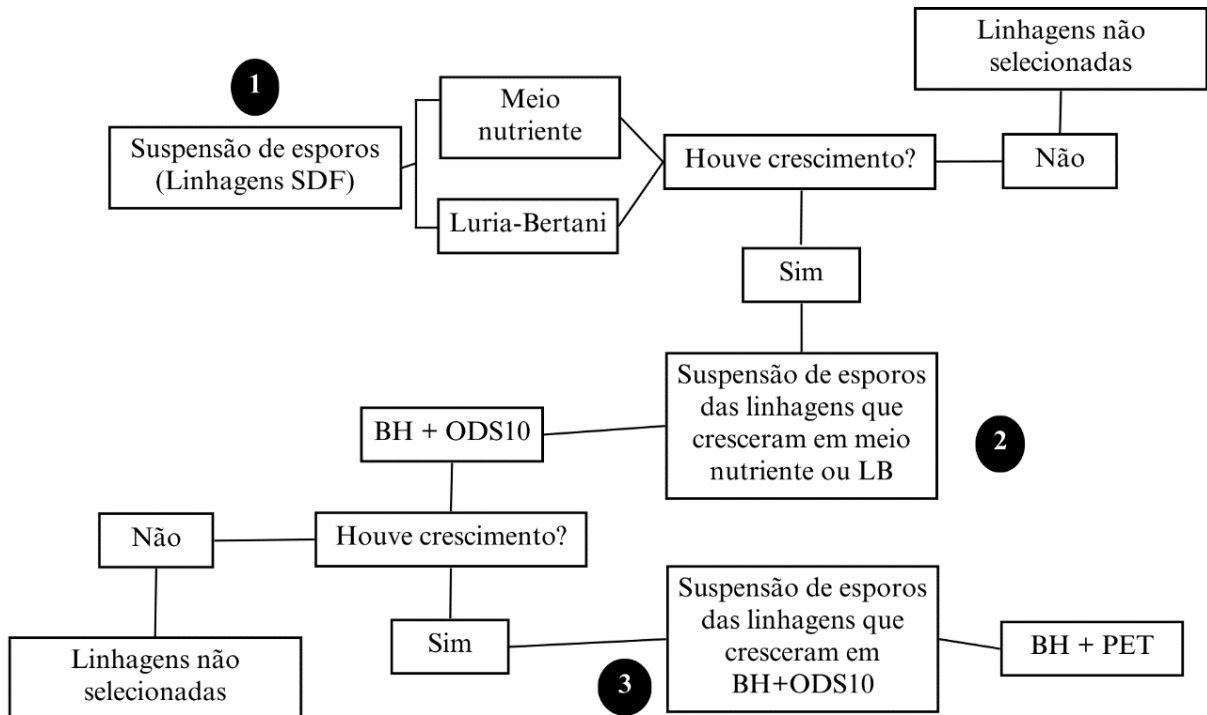 1
Suspensão de esporos
(Linhagens SDF)
Meio
nutriente
Luria-Bertani
Houve crescimento?
Não
Linhagens não
selecionadas
Sim
Suspensão de esporos
das linhagens que
cresceram em meio
nutriente ou LB
2
BH + ODS10
Houve crescimento?
Não
Linhagens não
selecionadas
Sim
3
Suspensão de esporos
das linhagens que
cresceram em
BH+ODS10
BH + PET